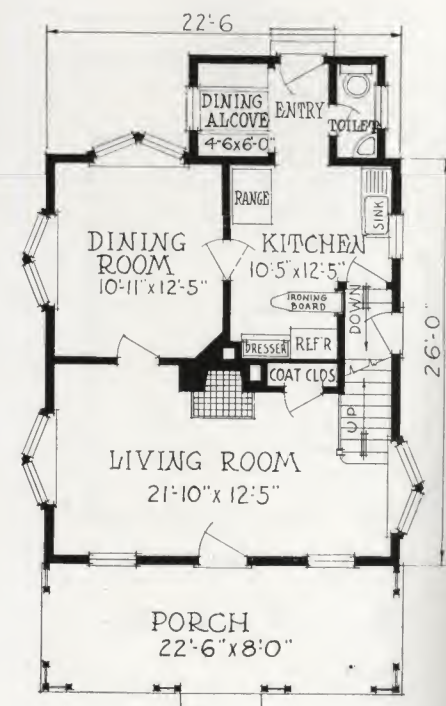 22'-6
DINING
ALCOVE
4-6x6'-0"
ENTRY
TOILET
RANGE
SINK
DINING
ROOM
10'-11"x12'-5"
KITCHEN
10'5"x12'-5"
IRONING
BOARD
DOWN
DRESSER
REF'R
26'-0"
COAT CLOS
UP
LIVING ROOM
21'-10"x12'-5"
PORCH
22'-6"x8'-0"